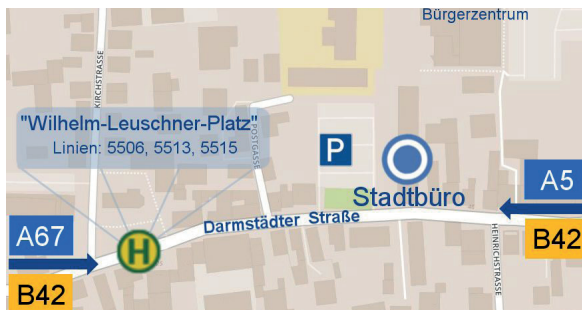 Bürgerzentrum
KIRCHSTRASSE
"Wilhelm-Leuschner-Platz"
Linien: 5506, 5513, 5515
POSTGASSE
P
Stadtbüro
A5
Darmstädter Straße
A67
H
B42
HEINRICHSTRASSE
B42